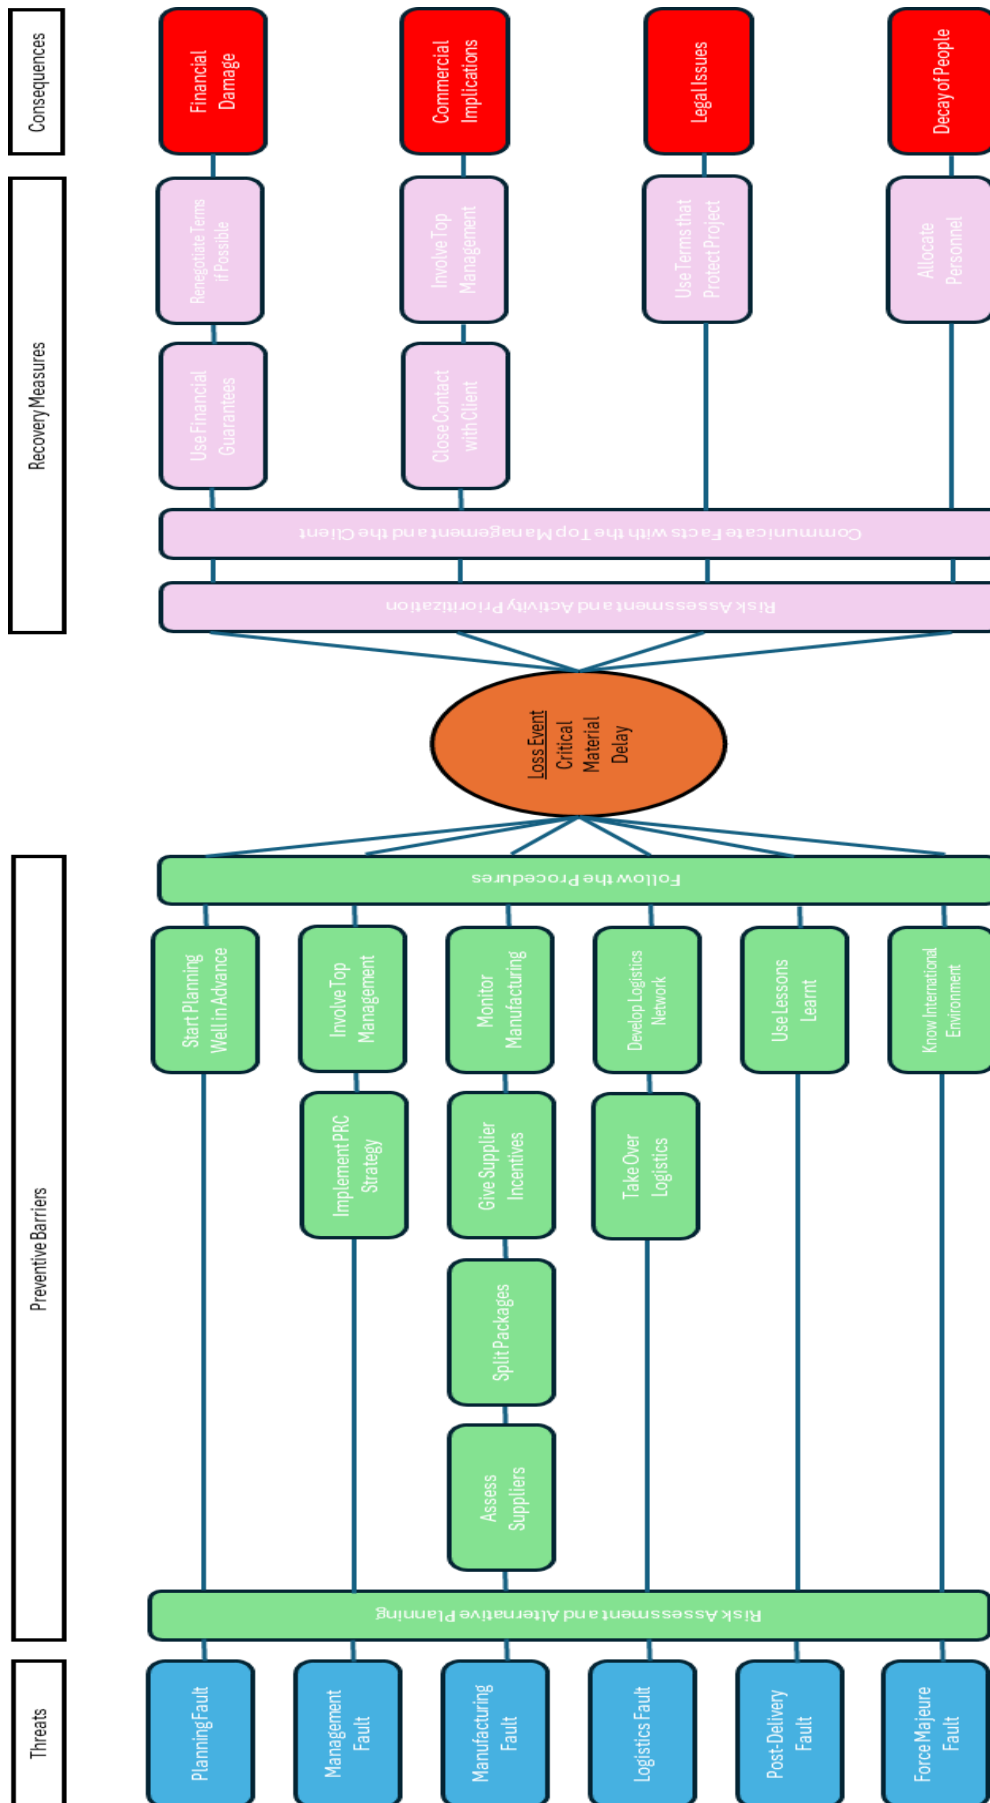 Threats
Preventive Barriers
Recovery Measures
Consequences
Planning Fault
Management
Fault
Manufacturing
Fault
Logistics Fault
Post-Delivery
Fault
Force Majeure
Fault
Risk Assessment and Alternative Planning
Start Planning
Well in Advance
Implement PRC
Strategy
Involve Top
Management
Assess
Suppliers
Split Packages
Give Supplier
Incentives
Monitor
Manufacturing
Take Over
Logistics
Develop Logistics
Network
Use Lessons
Learnt
Know International
Environment
Follow the Procedures
Loss Event
Critical
Material
Delay
Risk Assessment and Activity Prioritization
Communicate Facts with the Top Management and the Client
Use Financial
Guarantees
Renegotiate Terms
if Possible
Financial
Damage
Close Contact
with Client
Involve Top
Management
Commercial
Implications
Use Terms that
Protect Project
Legal Issues
Allocate
Personnel
Decay of People